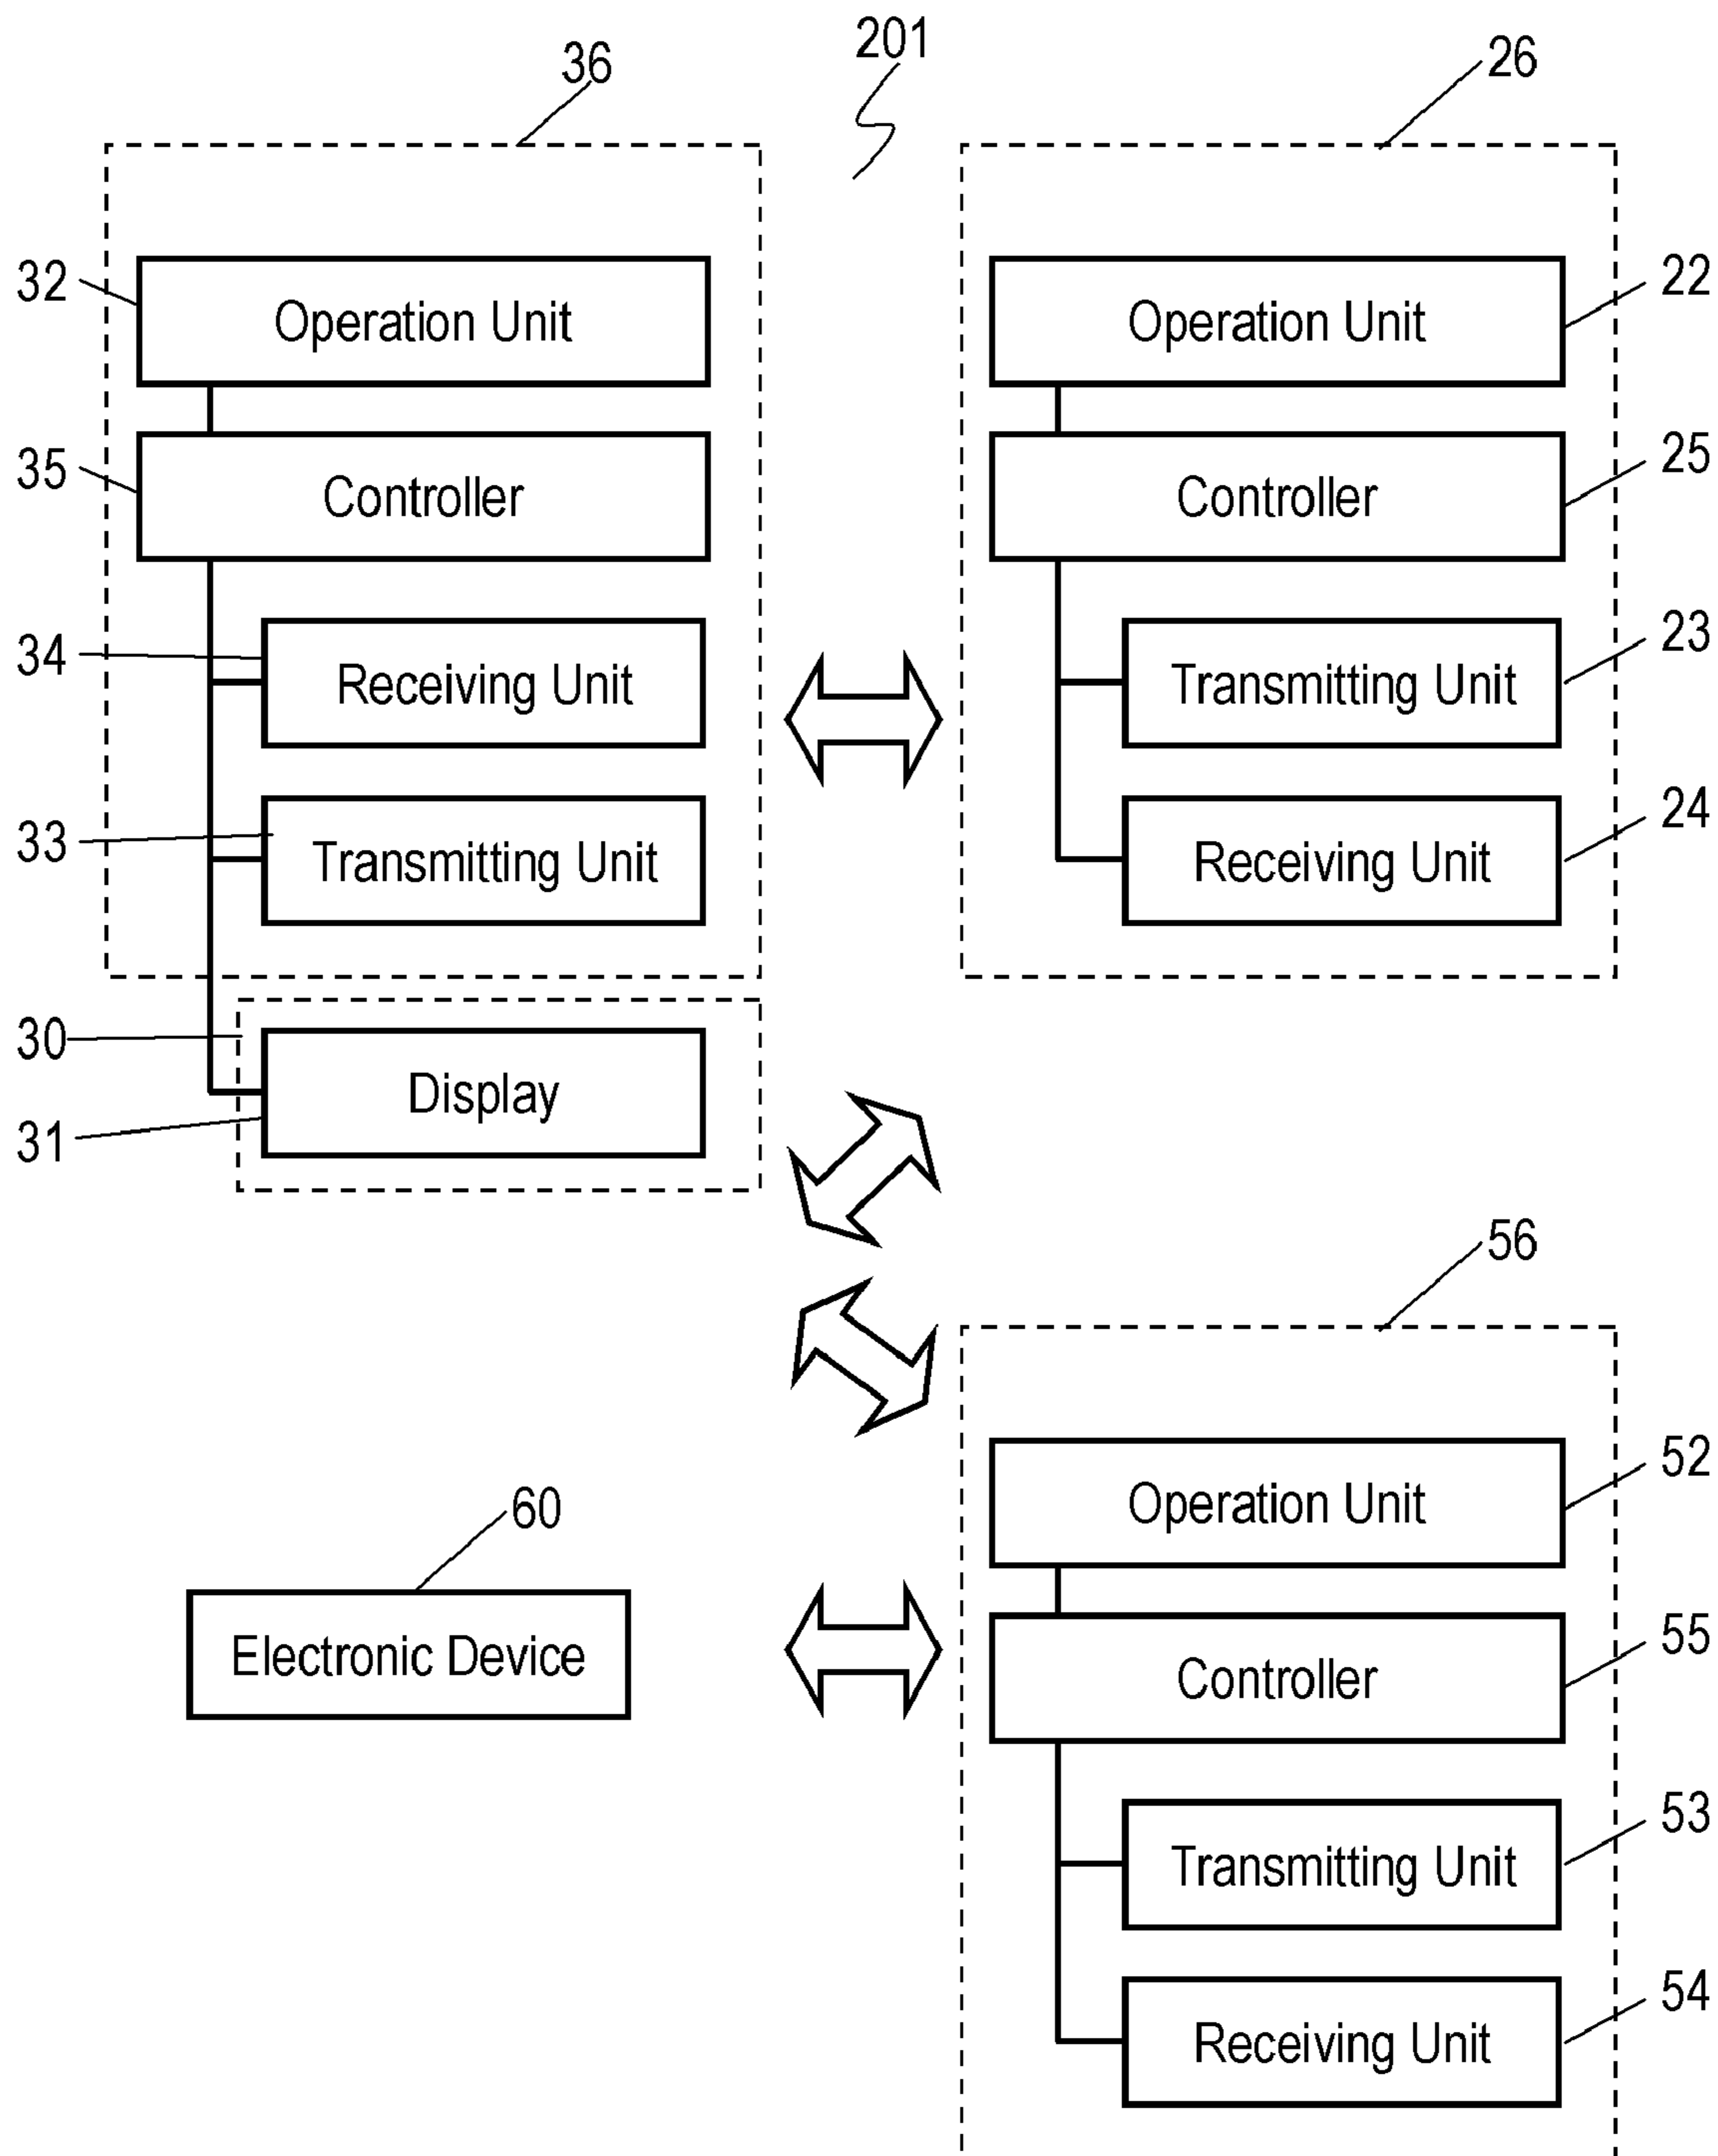 201
36
26
32
Operation Unit
Operation Unit
22
35
Controller
Controller
25
34
Receiving Unit
Transmitting Unit
23
33
Transmitting Unit
Receiving Unit
24
30
Display
31
56
52
Operation Unit
60
Electronic Device
Controller
55
53
Transmitting Unit
54
Receiving Unit